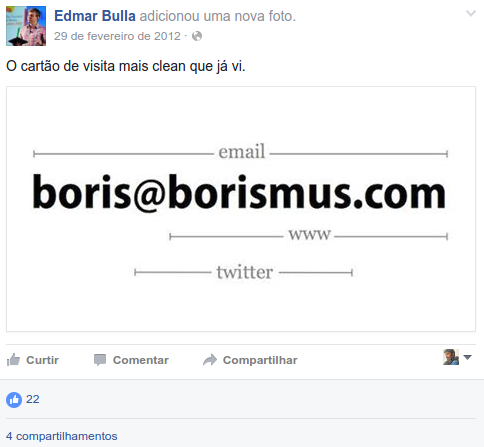 Edmar Bulla adicionou uma nova foto.
29 de fevereiro de 2012 ·
O cartão de visita mais clean que já vi.
email
boris@borismus.com
www
twitter
Curtir Comentar Compartilhar
22
4 compartilhamentos